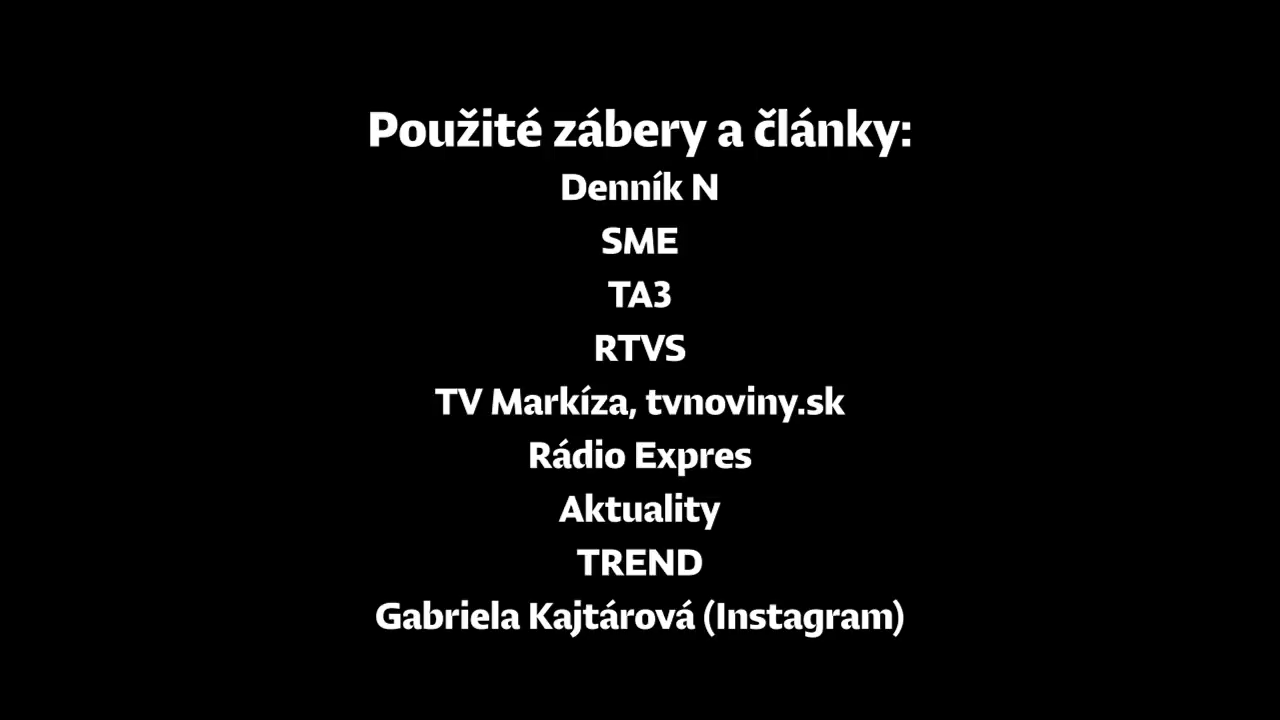 Použité zábery a články:
Denník N
SME
TA3
RTVS
TV Markíza, tvnoviny.sk
Rádio Expres
Aktuality
TREND
Gabriela Kajtárová (Instagram)